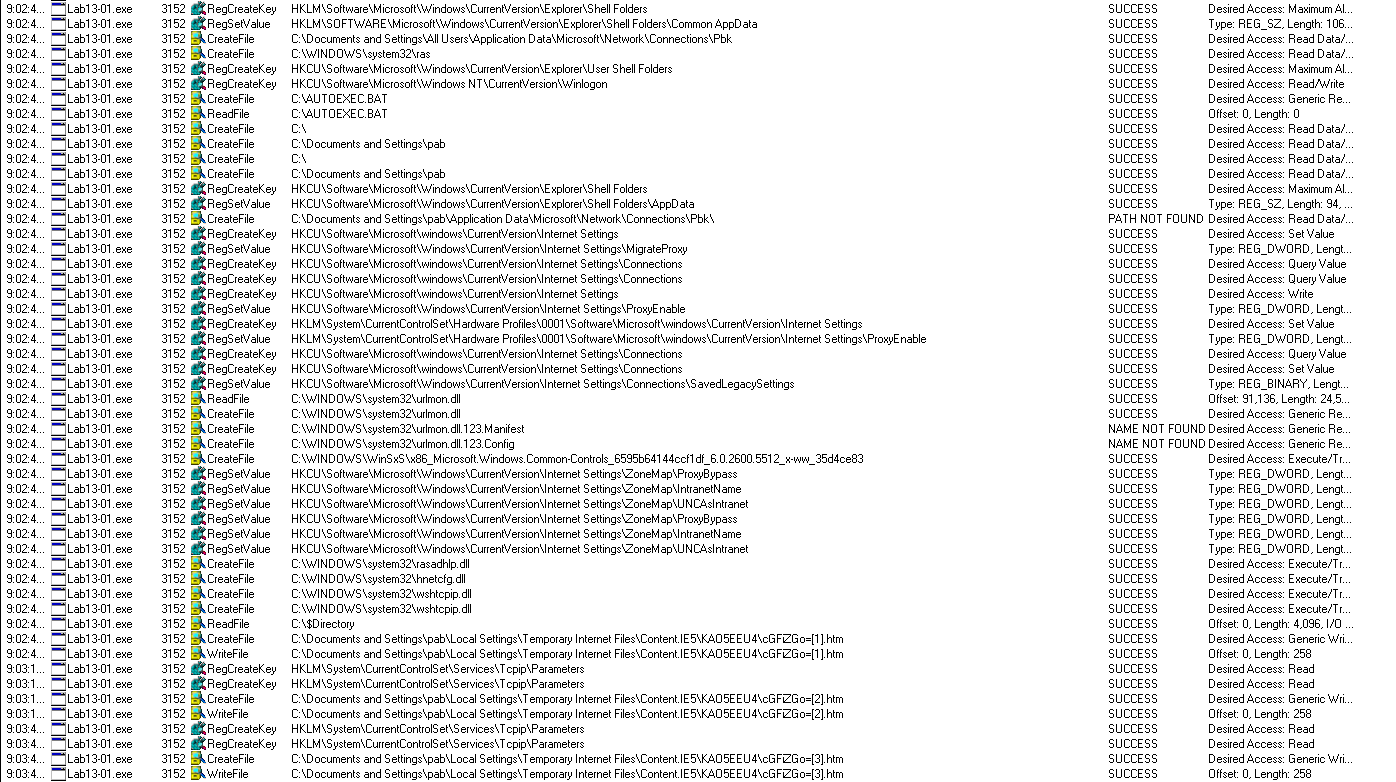 9:02:4... Lab13-01.exe 3152 RegCreateKey HKLM\Software\Microsoft\Windows\CurrentVersion\Explorer\Shell Folders SUCCESS Desired Access: Maximum Al...
9:02:4... Lab13-01.exe 3152 RegSetValue HKLM\SOFTWARE\Microsoft\Windows\CurrentVersion\Explorer\Shell Folders\Common AppData SUCCESS Type: REG_SZ, Length: 106...
9:02:4... Lab13-01.exe 3152 CreateFile C:\Documents and Settings\All Users\Application Data\Microsoft\Network\Connections\Pbk SUCCESS Desired Access: Read Data/...
9:02:4... Lab13-01.exe 3152 CreateFile C:\WINDOWS\system32\ras SUCCESS Desired Access: Read Data/...
9:02:4... Lab13-01.exe 3152 RegCreateKey HKCU\Software\Microsoft\Windows\CurrentVersion\Explorer\User Shell Folders SUCCESS Desired Access: Maximum Al...
9:02:4... Lab13-01.exe 3152 RegCreateKey HKCU\Software\Microsoft\Windows NT\CurrentVersion\Winlogon SUCCESS Desired Access: Read/Write
9:02:4... Lab13-01.exe 3152 CreateFile C:\AUTOEXEC.BAT SUCCESS Desired Access: Generic Re...
9:02:4... Lab13-01.exe 3152 ReadFile C:\AUTOEXEC.BAT SUCCESS Offset: 0, Length: 0
9:02:4... Lab13-01.exe 3152 CreateFile C:\ SUCCESS Desired Access: Read Data/...
9:02:4... Lab13-01.exe 3152 CreateFile C:\Documents and Settings\pab SUCCESS Desired Access: Read Data/...
9:02:4... Lab13-01.exe 3152 CreateFile C:\ SUCCESS Desired Access: Read Data/...
9:02:4... Lab13-01.exe 3152 CreateFile C:\Documents and Settings\pab SUCCESS Desired Access: Read Data/...
9:02:4... Lab13-01.exe 3152 RegCreateKey HKCU\Software\Microsoft\Windows\CurrentVersion\Explorer\Shell Folders SUCCESS Desired Access: Maximum Al...
9:02:4... Lab13-01.exe 3152 RegSetValue HKCU\Software\Microsoft\Windows\CurrentVersion\Explorer\Shell Folders\AppData SUCCESS Type: REG_SZ, Length: 94, ...
9:02:4... Lab13-01.exe 3152 CreateFile C:\Documents and Settings\pab\Application Data\Microsoft\Network\Connections\Pbk\ PATH NOT FOUND Desired Access: Read Data/...
9:02:4... Lab13-01.exe 3152 RegCreateKey HKCU\Software\Microsoft\windows\CurrentVersion\Internet Settings SUCCESS Desired Access: Set Value
9:02:4... Lab13-01.exe 3152 RegSetValue HKCU\Software\Microsoft\Windows\CurrentVersion\Internet Settings\MigrateProxy SUCCESS Type: REG_DWORD, Lengt...
9:02:4... Lab13-01.exe 3152 RegCreateKey HKCU\Software\Microsoft\windows\CurrentVersion\Internet Settings\Connections SUCCESS Desired Access: Query Value
9:02:4... Lab13-01.exe 3152 RegCreateKey HKCU\Software\Microsoft\windows\CurrentVersion\Internet Settings\Connections SUCCESS Desired Access: Query Value
9:02:4... Lab13-01.exe 3152 RegCreateKey HKCU\Software\Microsoft\windows\CurrentVersion\Internet Settings SUCCESS Desired Access: Write
9:02:4... Lab13-01.exe 3152 RegSetValue HKCU\Software\Microsoft\Windows\CurrentVersion\Internet Settings\ProxyEnable SUCCESS Type: REG_DWORD, Lengt...
9:02:4... Lab13-01.exe 3152 RegCreateKey HKLM\System\CurrentControlSet\Hardware Profiles\0001\Software\Microsoft\windows\CurrentVersion\Internet Settings SUCCESS Desired Access: Set Value
9:02:4... Lab13-01.exe 3152 RegSetValue HKLM\System\CurrentControlSet\Hardware Profiles\0001\Software\Microsoft\windows\CurrentVersion\Internet Settings\ProxyEnable SUCCESS Type: REG_DWORD, Lengt...
9:02:4... Lab13-01.exe 3152 RegCreateKey HKCU\Software\Microsoft\windows\CurrentVersion\Internet Settings\Connections SUCCESS Desired Access: Query Value
9:02:4... Lab13-01.exe 3152 RegCreateKey HKCU\Software\Microsoft\windows\CurrentVersion\Internet Settings\Connections SUCCESS Desired Access: Set Value
9:02:4... Lab13-01.exe 3152 RegSetValue HKCU\Software\Microsoft\Windows\CurrentVersion\Internet Settings\Connections\SavedLegacySettings SUCCESS Type: REG_BINARY, Lengt...
9:02:4... Lab13-01.exe 3152 ReadFile C:\WINDOWS\system32\urlmon.dll SUCCESS Offset: 91,136, Length: 24,5...
9:02:4... Lab13-01.exe 3152 CreateFile C:\WINDOWS\system32\urlmon.dll SUCCESS Desired Access: Generic Re...
9:02:4... Lab13-01.exe 3152 CreateFile C:\WINDOWS\system32\urlmon.dll.123.Manifest NAME NOT FOUND Desired Access: Generic Re...
9:02:4... Lab13-01.exe 3152 CreateFile C:\WINDOWS\system32\urlmon.dll.123.Config NAME NOT FOUND Desired Access: Generic Re...
9:02:4... Lab13-01.exe 3152 CreateFile C:\WINDOWS\WinSxS\x86_Microsoft.Windows.Common-Controls_6595b64144ccf1df_6.0.2600.5512_x-ww_35d4ce83 SUCCESS Desired Access: Execute/Tr...
9:02:4... Lab13-01.exe 3152 RegSetValue HKCU\Software\Microsoft\Windows\CurrentVersion\Internet Settings\ZoneMap\ProxyBypass SUCCESS Type: REG_DWORD, Lengt...
9:02:4... Lab13-01.exe 3152 RegSetValue HKCU\Software\Microsoft\Windows\CurrentVersion\Internet Settings\ZoneMap\IntranetName SUCCESS Type: REG_DWORD, Lengt...
9:02:4... Lab13-01.exe 3152 RegSetValue HKCU\Software\Microsoft\Windows\CurrentVersion\Internet Settings\ZoneMap\UNCAsIntranet SUCCESS Type: REG_DWORD, Lengt...
9:02:4... Lab13-01.exe 3152 RegSetValue HKCU\Software\Microsoft\Windows\CurrentVersion\Internet Settings\ZoneMap\ProxyBypass SUCCESS Type: REG_DWORD, Lengt...
9:02:4... Lab13-01.exe 3152 RegSetValue HKCU\Software\Microsoft\Windows\CurrentVersion\Internet Settings\ZoneMap\IntranetName SUCCESS Type: REG_DWORD, Lengt...
9:02:4... Lab13-01.exe 3152 RegSetValue HKCU\Software\Microsoft\Windows\CurrentVersion\Internet Settings\ZoneMap\UNCAsIntranet SUCCESS Type: REG_DWORD, Lengt...
9:02:4... Lab13-01.exe 3152 CreateFile C:\WINDOWS\system32\rasadhlp.dll SUCCESS Desired Access: Execute/Tr...
9:02:4... Lab13-01.exe 3152 CreateFile C:\WINDOWS\system32\hnetcfg.dll SUCCESS Desired Access: Execute/Tr...
9:02:4... Lab13-01.exe 3152 CreateFile C:\WINDOWS\system32\wshtcpip.dll SUCCESS Desired Access: Execute/Tr...
9:02:4... Lab13-01.exe 3152 CreateFile C:\WINDOWS\system32\wshtcpip.dll SUCCESS Desired Access: Execute/Tr...
9:02:4... Lab13-01.exe 3152 ReadFile C:\$Directory SUCCESS Offset: 0, Length: 4,096, I/O ...
9:02:4... Lab13-01.exe 3152 CreateFile C:\Documents and Settings\pab\Local Settings\Temporary Internet Files\Content.IE5\KAO5EEU4\cGFiZGo=[1].htm SUCCESS Desired Access: Generic Wri...
9:02:4... Lab13-01.exe 3152 WriteFile C:\Documents and Settings\pab\Local Settings\Temporary Internet Files\Content.IE5\KAO5EEU4\cGFiZGo=[1].htm SUCCESS Offset: 0, Length: 258
9:03:1... Lab13-01.exe 3152 RegCreateKey HKLM\System\CurrentControlSet\Services\Tcpip\Parameters SUCCESS Desired Access: Read
9:03:1... Lab13-01.exe 3152 RegCreateKey HKLM\System\CurrentControlSet\Services\Tcpip\Parameters SUCCESS Desired Access: Read
9:03:1... Lab13-01.exe 3152 CreateFile C:\Documents and Settings\pab\Local Settings\Temporary Internet Files\Content.IE5\KAO5EEU4\cGFiZGo=[2].htm SUCCESS Desired Access: Generic Wri...
9:03:1... Lab13-01.exe 3152 WriteFile C:\Documents and Settings\pab\Local Settings\Temporary Internet Files\Content.IE5\KAO5EEU4\cGFiZGo=[2].htm SUCCESS Offset: 0, Length: 258
9:03:4... Lab13-01.exe 3152 RegCreateKey HKLM\System\CurrentControlSet\Services\Tcpip\Parameters SUCCESS Desired Access: Read
9:03:4... Lab13-01.exe 3152 RegCreateKey HKLM\System\CurrentControlSet\Services\Tcpip\Parameters SUCCESS Desired Access: Read
9:03:4... Lab13-01.exe 3152 CreateFile C:\Documents and Settings\pab\Local Settings\Temporary Internet Files\Content.IE5\KAO5EEU4\cGFiZGo=[3].htm SUCCESS Desired Access: Generic Wri...
9:03:4... Lab13-01.exe 3152 WriteFile C:\Documents and Settings\pab\Local Settings\Temporary Internet Files\Content.IE5\KAO5EEU4\cGFiZGo=[3].htm SUCCESS Offset: 0, Length: 258